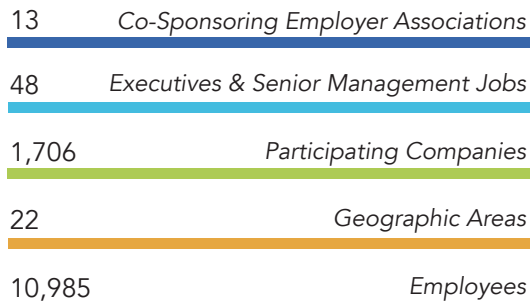 13 Co-Sponsoring Employer Associations
48 Executives & Senior Management Jobs
1,706 Participating Companies
22 Geographic Areas
10,985 Employees